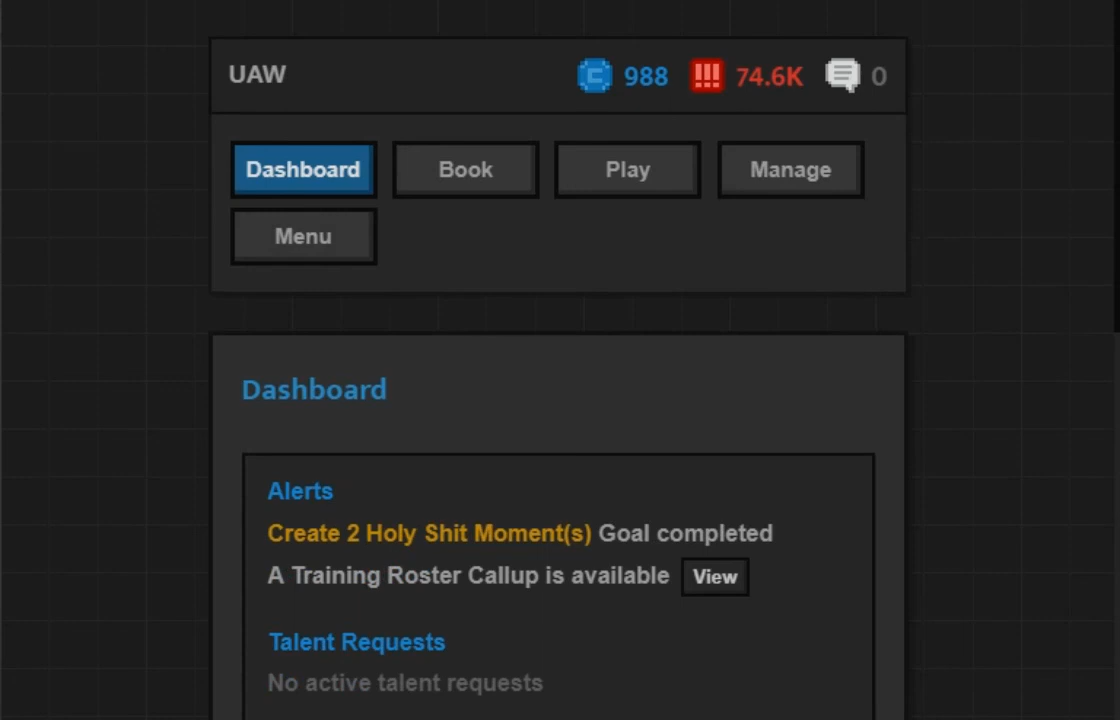 UAW 988 74.6K 0
Dashboard Book Play Manage
Menu
Dashboard
Alerts
Create 2 Holy Shit Moment(s) Goal completed
A Training Roster Callup is available View
Talent Requests
No active talent requests